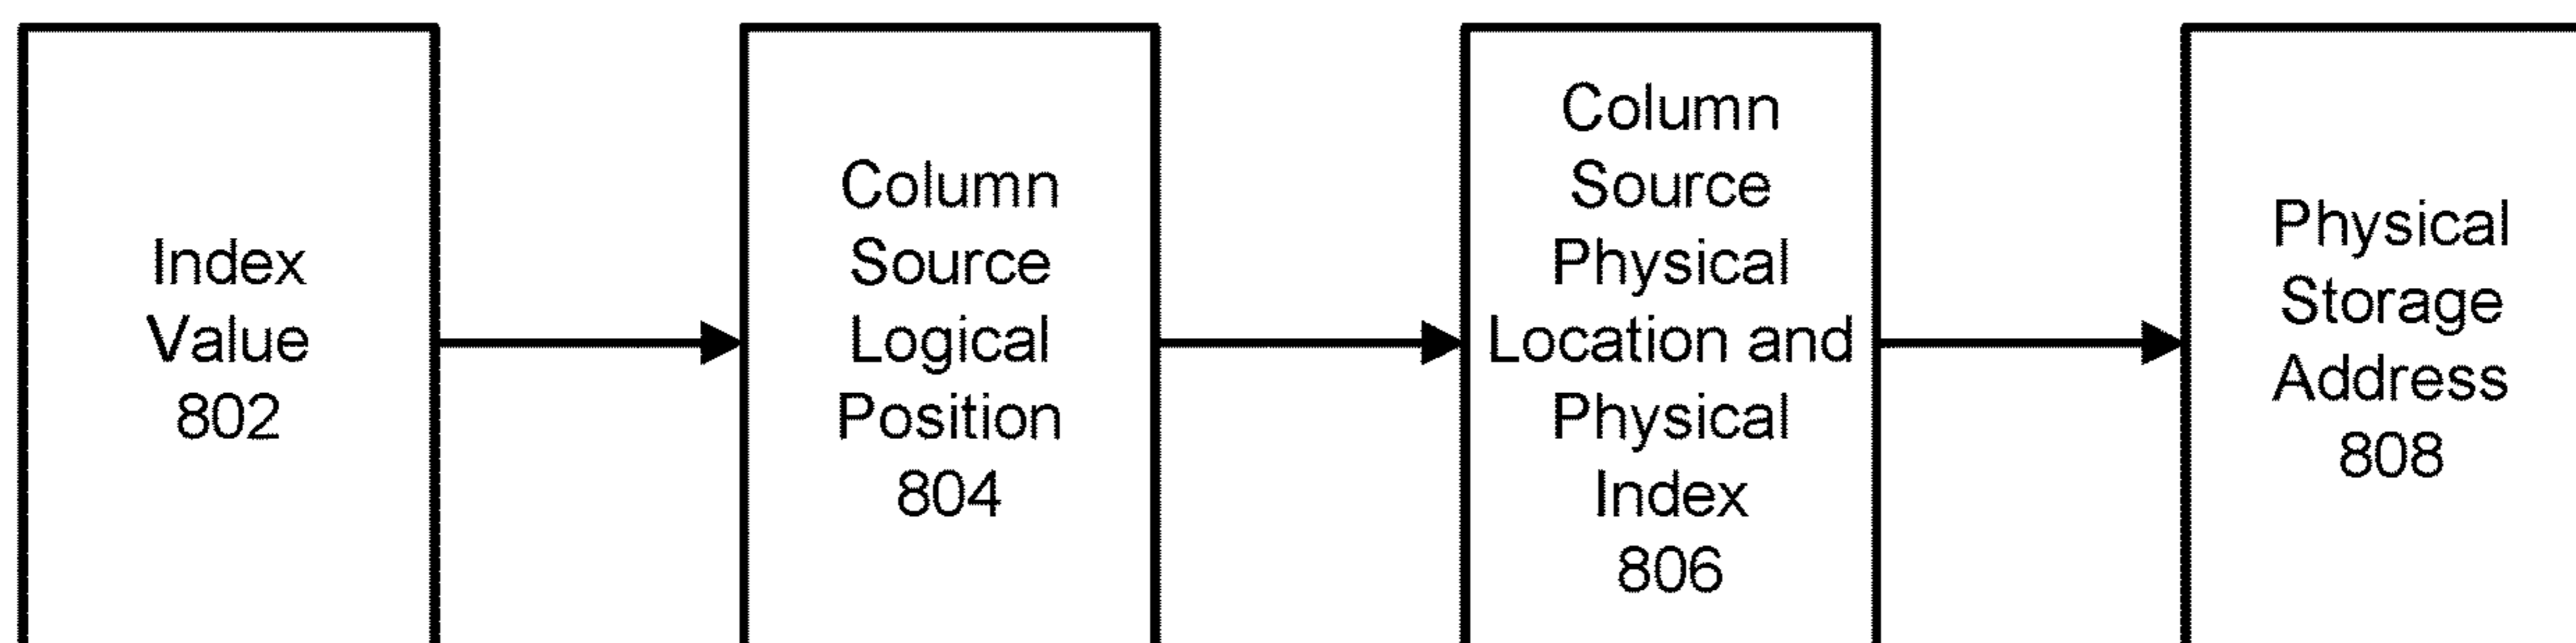 Index
Value
802
Column
Source
Logical
Position
804
Column
Source
Physical
Location and
Physical
Index
806
Physical
Storage
Address
808